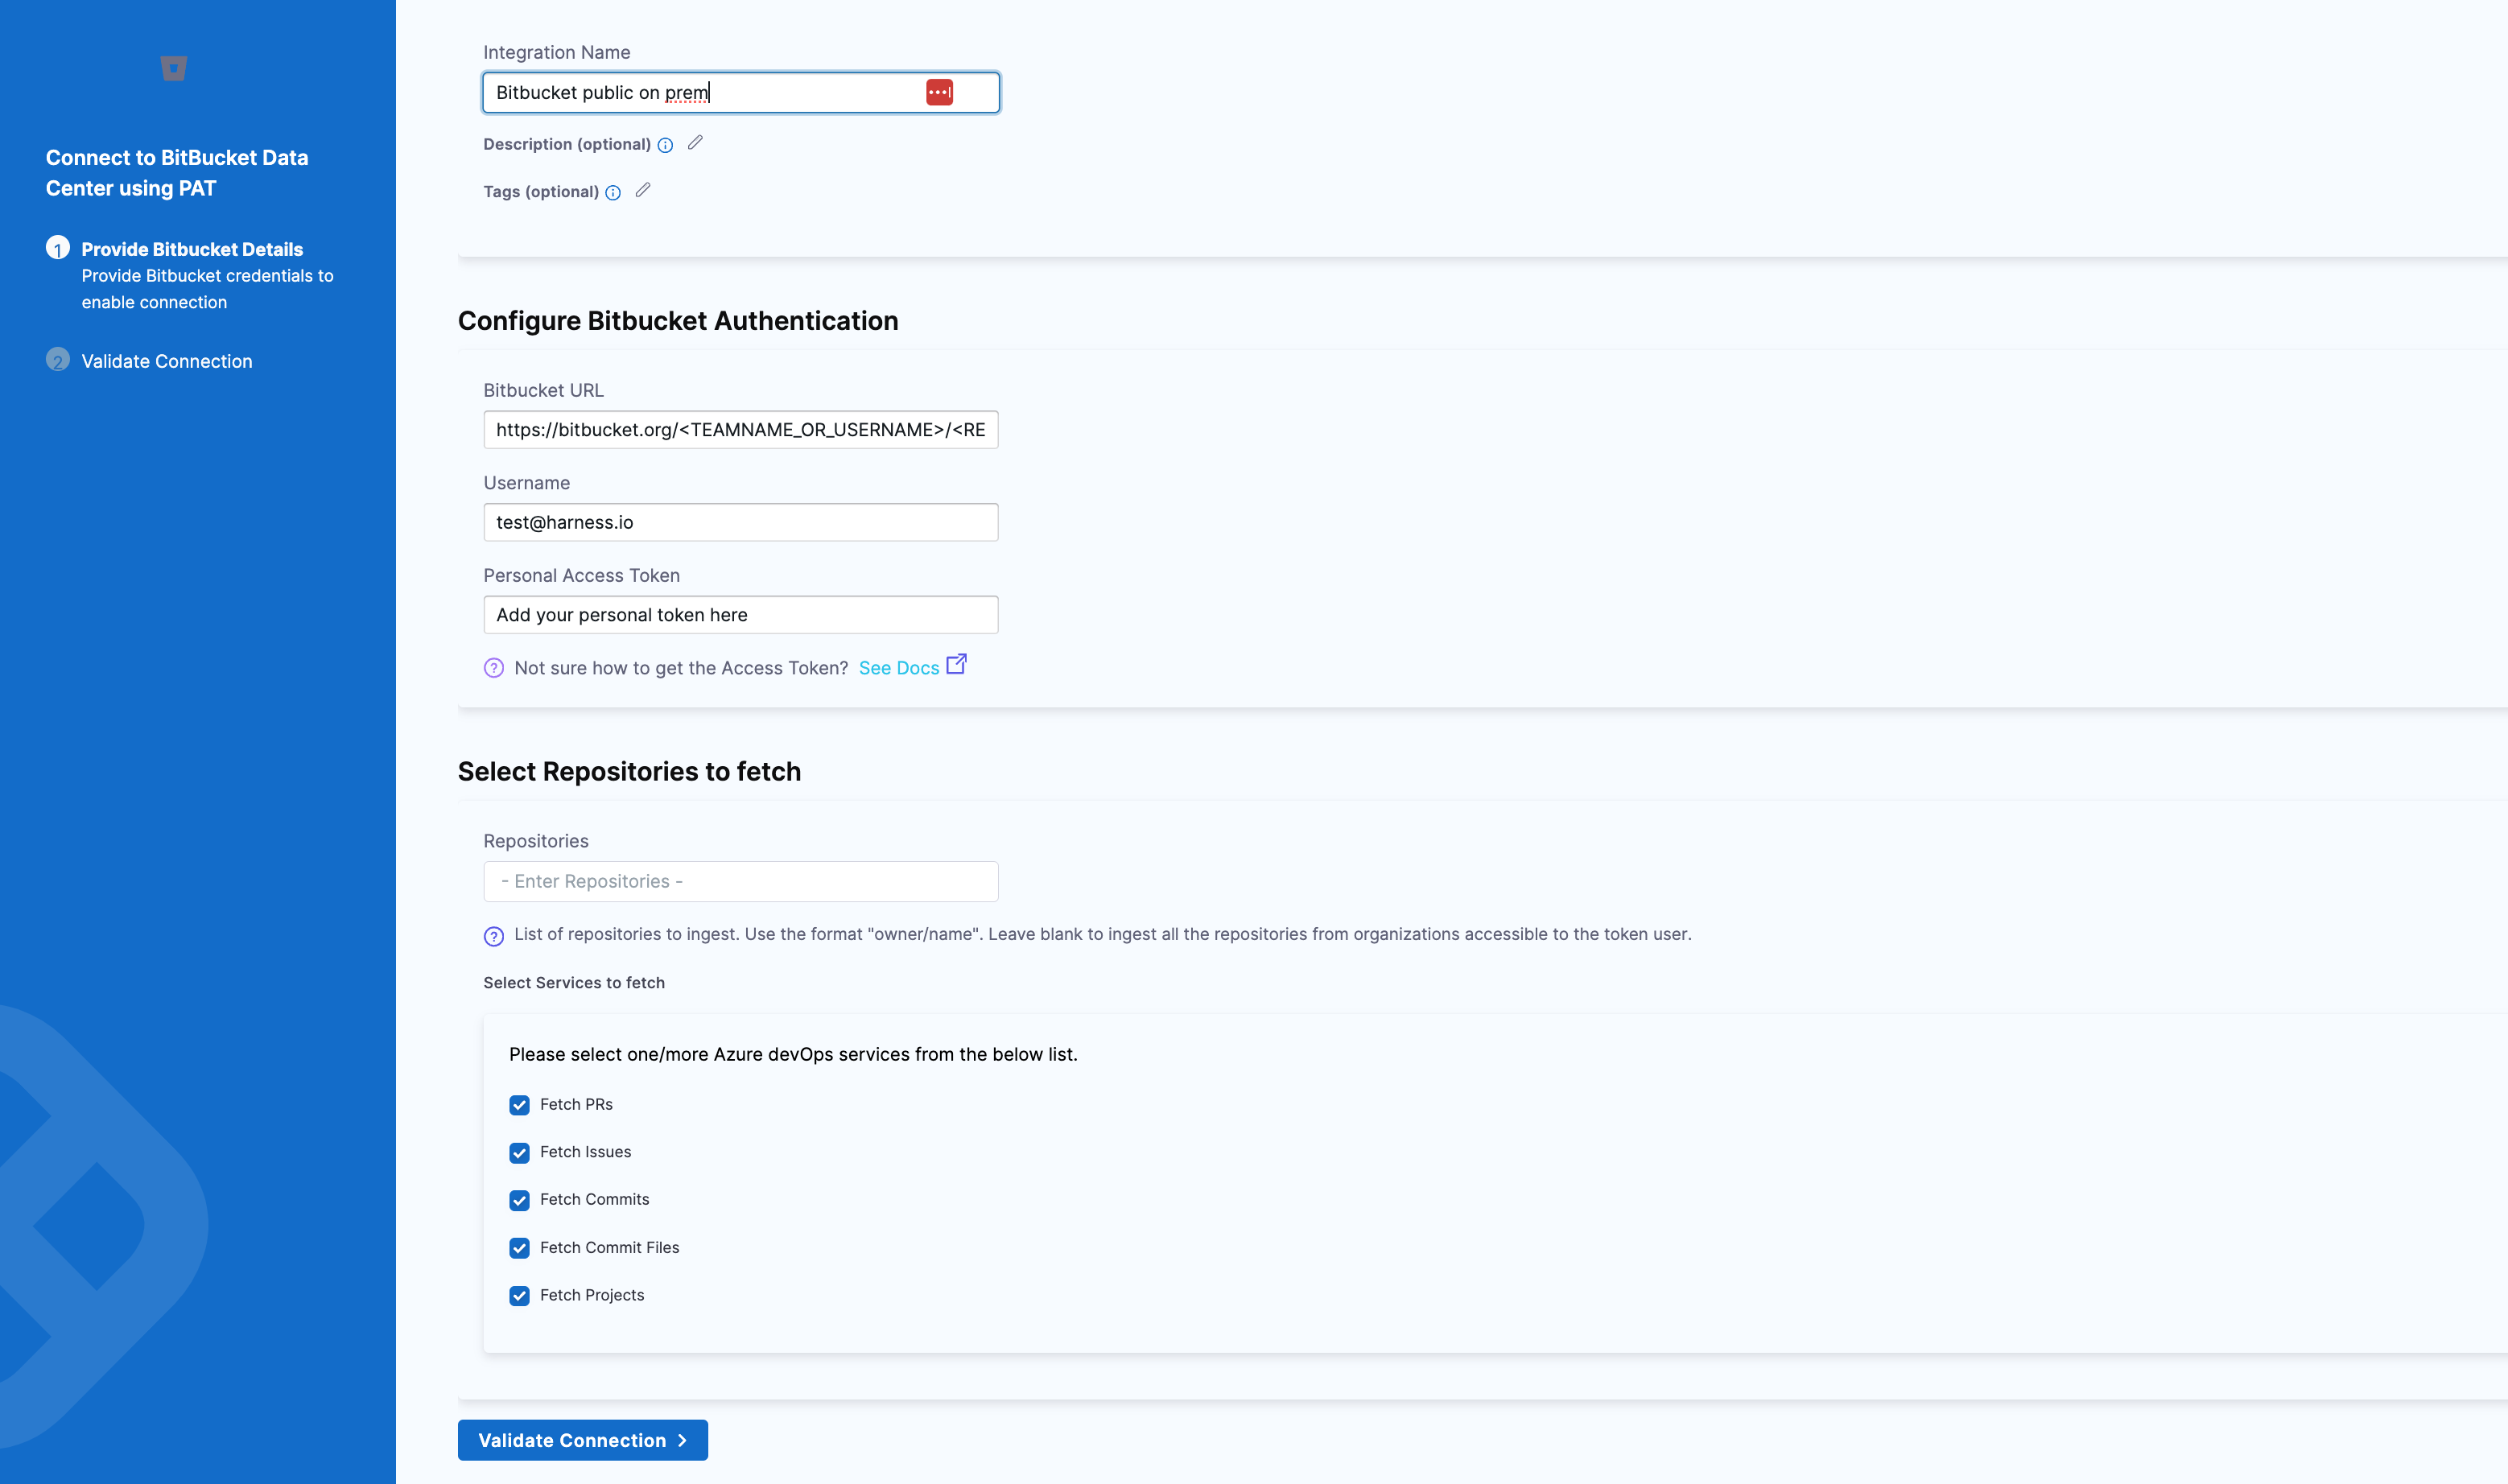 Connect to BitBucket Data
Center using PAT
1 Provide Bitbucket Details
Provide Bitbucket credentials to
enable connection
2 Validate Connection
Integration Name
Bitbucket public on prem
Description (optional)
Tags (optional)
Configure Bitbucket Authentication
Bitbucket URL
https://bitbucket.org/<TEAMNAME_OR_USERNAME>/<RE
Username
test@harness.io
Personal Access Token
Add your personal token here
Not sure how to get the Access Token? See Docs
Select Repositories to fetch
Repositories
- Enter Repositories -
List of repositories to ingest. Use the format "owner/name". Leave blank to ingest all the repositories from organizations accessible to the token user.
Select Services to fetch
Please select one/more Azure devOps services from the below list.
Fetch PRs
Fetch Issues
Fetch Commits
Fetch Commit Files
Fetch Projects
Validate Connection